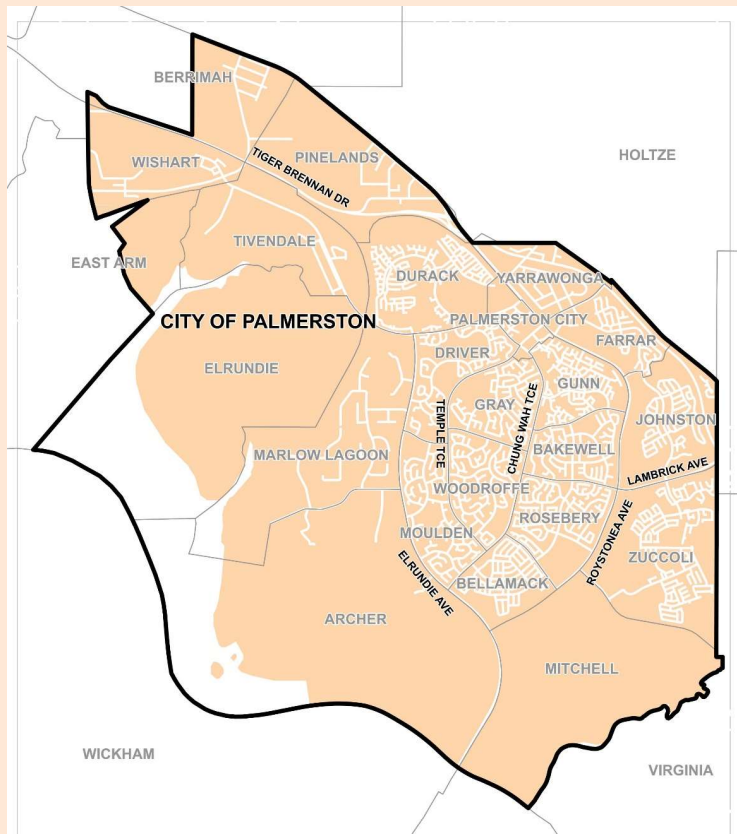 BERRIMAH
WISHART
PINELANDS
TIGER BRENNAN DR
HOLTZE
EAST ARM
TIVENDALE
DURACK
YARRAWONGA
CITY OF PALMERSTON
PALMERSTON CITY
FARRAR
DRIVER
ELRUNDIE
GUNN
GRAY
TEMPLE TCE
CHUNG WAH TCE
JOHNSTON
MARLOW LAGOON
BAKEWELL
LAMBRICK AVE
WOODROFFE
ROSEBERY
MOULDEN
ROYSTONEA AVE
ZUCCOLI
ELRUNDIE AVE
BELLAMACK
ARCHER
MITCHELL
WICKHAM
VIRGINIA